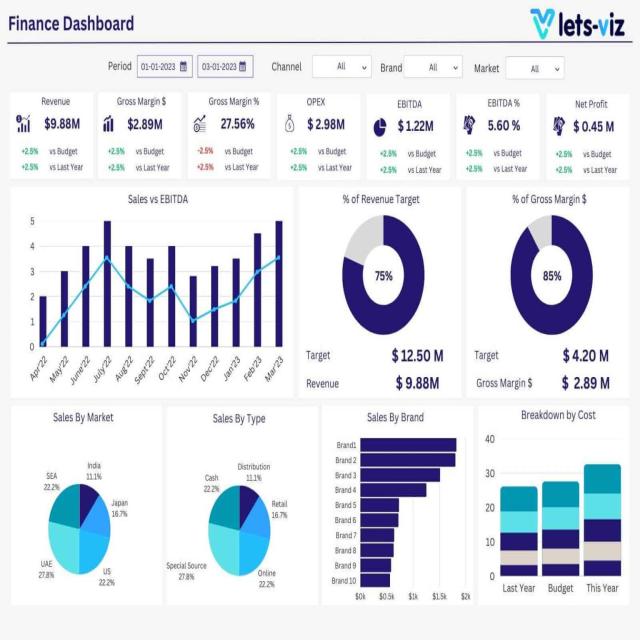 Finance Dashboard
lets-viz
Period 01-01-2023 03-01-2023 Channel All Brand All Market All
Revenue
$9.88M
+2.5% vs Budget
+2.5% vs Last Year
Gross Margin $
$2.89M
+2.5% vs Budget
+2.5% vs Last Year
Gross Margin %
27.56%
-2.5% vs Budget
+2.5% vs Last Year
OPEX
$ 2.98M
+2.5% vs Budget
+2.5% vs Last Year
EBITDA
$ 1.22M
+2.5% vs Budget
+2.5% vs Last Year
EBITDA %
5.60 %
+2.5% vs Budget
+2.5% vs Last Year
Net Profit
$ 0.45 M
+2.5% vs Budget
+2.5% vs Last Year
Sales vs EBITDA
5
4
3
2
1
0
Apr'22 May'22 June'22 July'22 Aug'22 Sept'22 Oct'22 Nov'22 Dec'22 Jan'23 Feb'23 Mar'23
% of Revenue Target
75%
Target $ 12.50 M
Revenue $ 9.88M
% of Gross Margin $
85%
Target $ 4.20 M
Gross Margin $ $ 2.89 M
Sales By Market
India
11.1%
Japan
16.7%
US
22.2%
UAE
27.8%
SEA
22.2%
Sales By Type
Distribution
11.1%
Retail
16.7%
Online
22.2%
Special Source
27.8%
Cash
22.2%
Sales By Brand
Brand1
Brand 2
Brand 3
Brand 4
Brand 5
Brand 6
Brand 7
Brand 8
Brand 9
Brand 10
$0k $0.5k $1k $1.5k $2k
Breakdown by Cost
40
30
20
10
0
Last Year Budget This Year